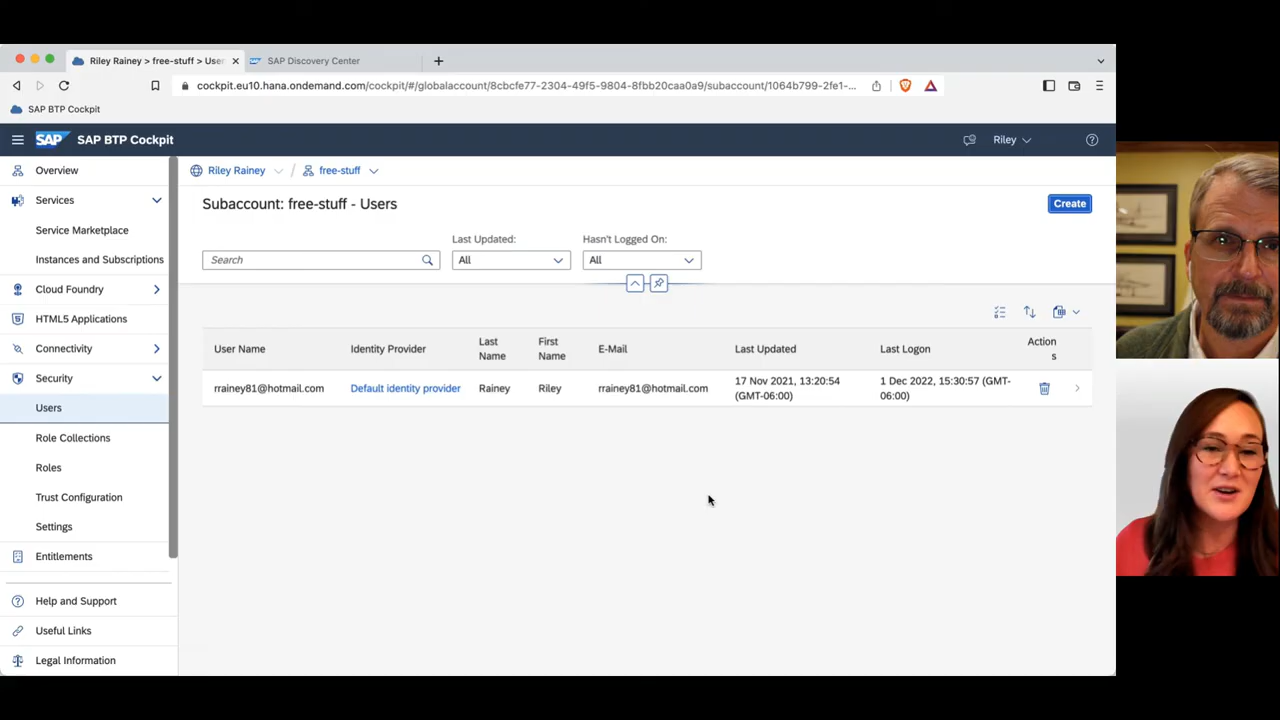 Riley Rainey > free-stuff > User
SAP Discovery Center
cockpit.eu10.hana.ondemand.com/cockpit/#/globalaccount/8cbcfe77-2304-49f5-9804-8fbb20caa0a9/subaccount/1064b799-2fe1-...
SAP BTP Cockpit
SAP SAP BTP Cockpit
Riley
Overview
Riley Rainey / free-stuff
Services
Subaccount: free-stuff - Users
Create
Service Marketplace
Last Updated:
Hasn't Logged On:
Instances and Subscriptions
Search
All
All
Cloud Foundry
HTML5 Applications
Connectivity
User Name
Identity Provider
Last
Name
First
Name
E-Mail
Last Updated
Last Logon
Action
s
Security
rrainey81@hotmail.com
Default identity provider
Rainey
Riley
rrainey81@hotmail.com
17 Nov 2021, 13:20:54
(GMT-06:00)
1 Dec 2022, 15:30:57 (GMT-
06:00)
Users
Role Collections
Roles
Trust Configuration
Settings
Entitlements
Help and Support
Useful Links
Legal Information